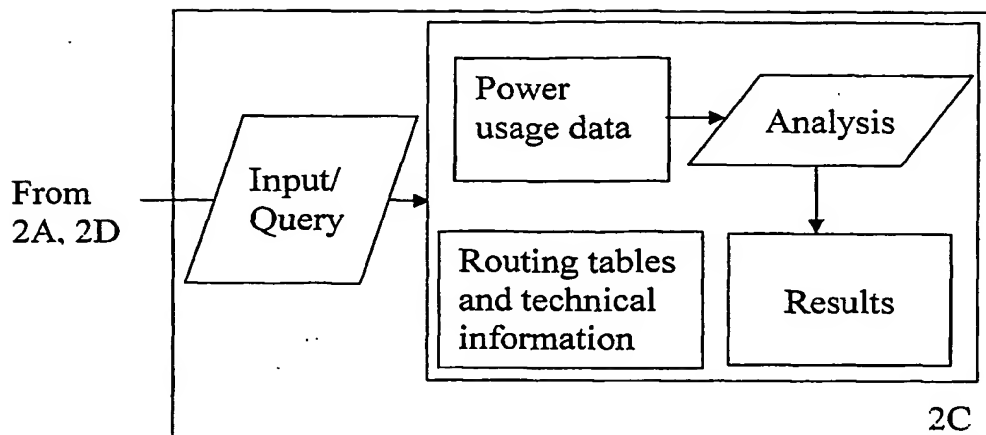 From
2A, 2D
Input/
Query
Power
usage data
Analysis
Routing tables
and technical
information
Results
2C